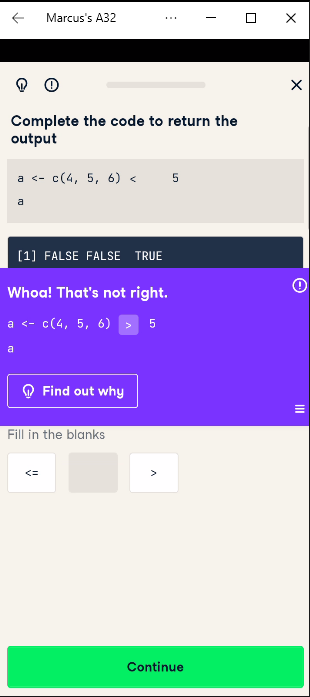 Marcus's A32
Complete the code to return the
output
a <- c(4, 5, 6) < 5
a
[1] FALSE FALSE  TRUE
Whoa! That's not right.
a <- c(4, 5, 6) > 5
a
Find out why
Fill in the blanks
<= >
Continue